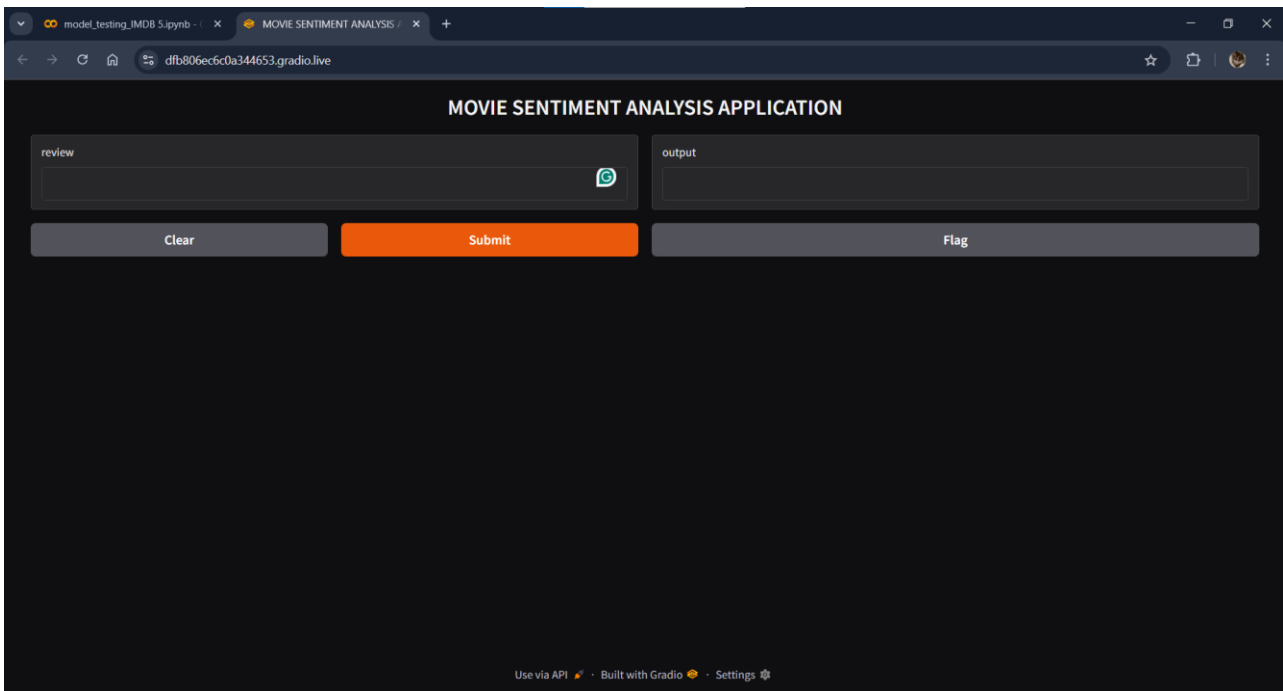 model_testing_IMDB 5.ipynb - 
MOVIE SENTIMENT ANALYSIS
dfb806ec6c0a344653.gradio.live
MOVIE SENTIMENT ANALYSIS APPLICATION
review
output
Clear
Submit
Flag
Use via API · Built with Gradio · Settings